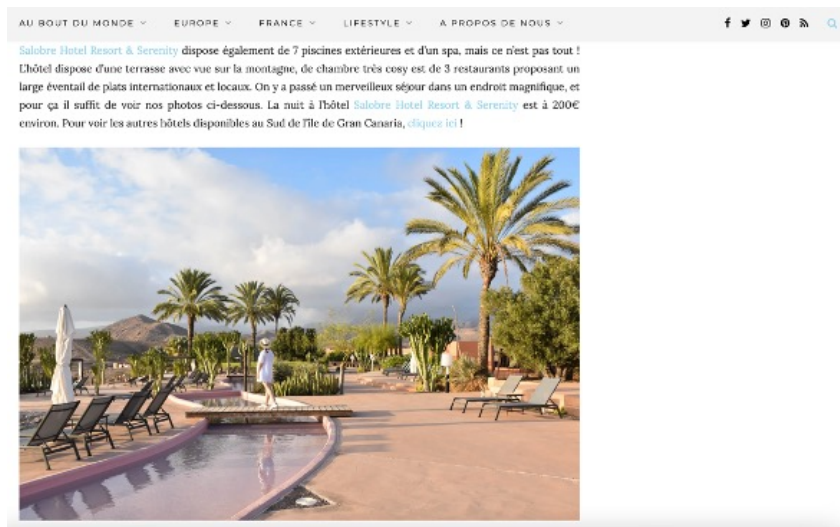 AU BOUT DU MONDE EUROPE FRANCE LIFESTYLE A PROPOS DE NOUS
Salobre Hotel Resort & Serenity dispose également de 7 piscines extérieures et d'un spa, mais ce n'est pas tout !
L'hôtel dispose d'une terrasse avec vue sur la montagne, de chambre très cosy est de 3 restaurants proposant un
large éventail de plats internationaux et locaux. On y a passé un merveilleux séjour dans un endroit magnifique, et
pour ça il suffit de voir nos photos ci-dessous. La nuit à l'hôtel Salobre Hotel Resort & Serenity est à 200€
environ. Pour voir les autres hôtels disponibles au Sud de l'île de Gran Canaria, cliquez ici !